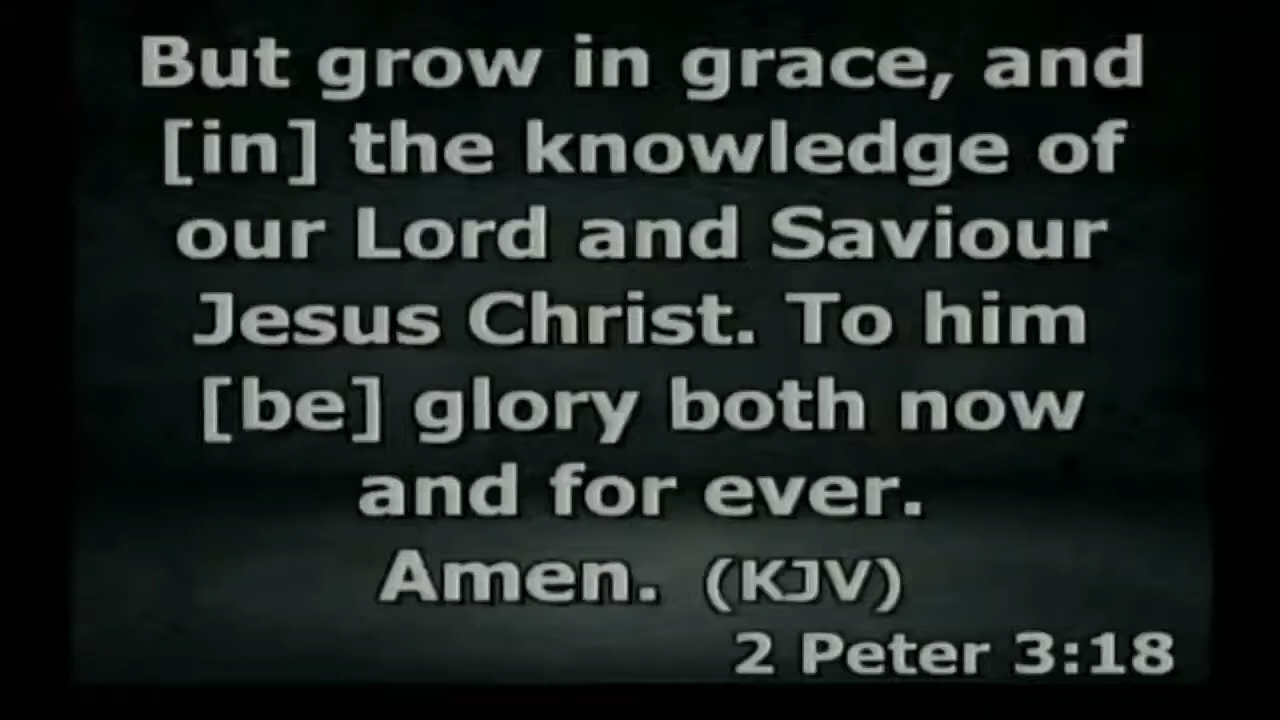 But grow in grace, and
[in] the knowledge of
our Lord and Saviour
Jesus Christ. To him
[be] glory both now
and for ever.
Amen. (KJV)
2 Peter 3:18